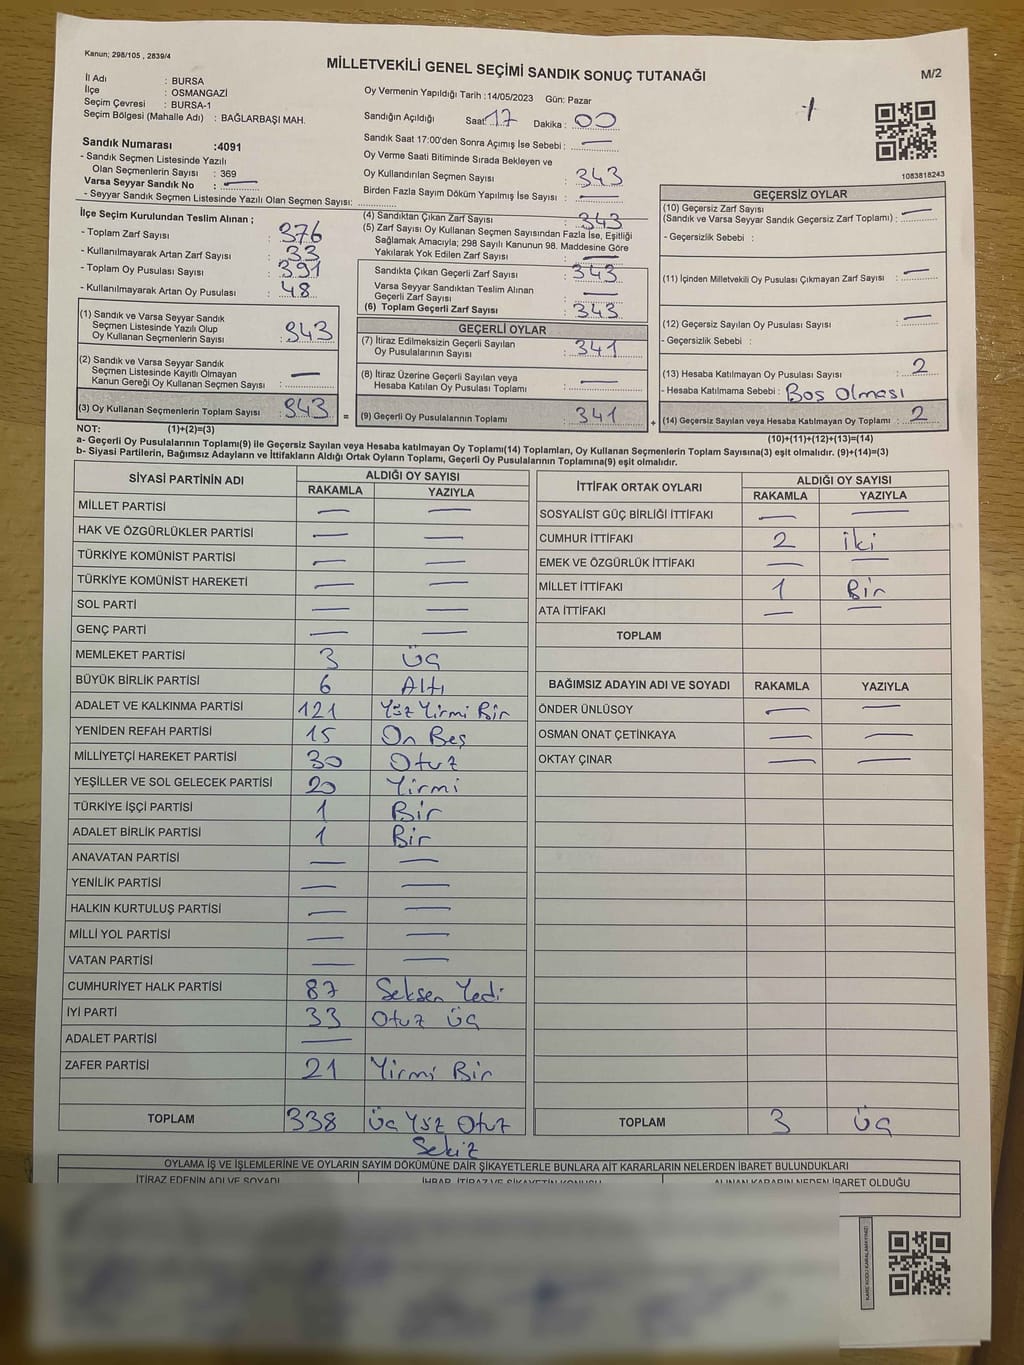 Kanun; 298/105 , 2839/4
MİLLETVEKİLİ GENEL SEÇİMİ SANDIK SONUÇ TUTANAĞI
M/2
İl Adı : BURSA
İlçe : OSMANGAZİ
Seçim Çevresi : BURSA-1
Seçim Bölgesi (Mahalle Adı) : BAĞLARBAŞI MAH.
Oy Vermenin Yapıldığı Tarih :14/05/2023 Gün: Pazar
Sandığın Açıldığı Saat: 17 Dakika : 00
Sandık Saat 17:00'den Sonra Açımış İse Sebebi : —
Oy Verme Saati Bitiminde Sırada Bekleyen ve
Oy Kullandırılan Seçmen Sayısı : 343
Birden Fazla Sayım Döküm Yapılmış İse Sayısı : —
1083818243
Sandık Numarası :4091
- Sandık Seçmen Listesinde Yazılı
Olan Seçmenlerin Sayısı : 369
Varsa Seyyar Sandık No : —
- Seyyar Sandık Seçmen Listesinde Yazılı Olan Seçmen Sayısı:
İlçe Seçim Kurulundan Teslim Alınan ;
- Toplam Zarf Sayısı : 376
- Kullanılmayarak Artan Zarf Sayısı : 33
- Toplam Oy Pusulası Sayısı : 391
- Kullanılmayarak Artan Oy Pusulası : 48
(1) Sandık ve Varsa Seyyar Sandık
Seçmen Listesinde Yazılı Olup
Oy Kullanan Seçmenlerin Sayısı : 343
(2) Sandık ve Varsa Seyyar Sandık
Seçmen Listesinde Kayıtlı Olmayan
Kanun Gereği Oy Kullanan Seçmen Sayısı : —
(3) Oy Kullanan Seçmenlerin Toplam Sayısı : 343 =
(4) Sandıktan Çıkan Zarf Sayısı : 343
(5) Zarf Sayısı Oy Kullanan Seçmen Sayısından Fazla İse, Eşitliği
Sağlamak Amacıyla; 298 Sayılı Kanunun 98. Maddesine Göre
Yakılarak Yok Edilen Zarf Sayısı : —
Sandıkta Çıkan Geçerli Zarf Sayısı : 343
Varsa Seyyar Sandıktan Teslim Alınan
Geçerli Zarf Sayısı : —
(6) Toplam Geçerli Zarf Sayısı : 343
GEÇERLİ OYLAR
(7) İtiraz Edilmeksizin Geçerli Sayılan
Oy Pusulalarının Sayısı : 341
(8) İtiraz Üzerine Geçerli Sayılan veya
Hesaba Katılan Oy Pusulası Toplamı : —
(9) Geçerli Oy Pusulalarının Toplamı : 341 +
GEÇERSİZ OYLAR
(10) Geçersiz Zarf Sayısı
(Sandık ve Varsa Seyyar Sandık Geçersiz Zarf Toplamı) : —
- Geçersizlik Sebebi :
(11) İçinden Milletvekili Oy Pusulası Çıkmayan Zarf Sayısı : —
(12) Geçersiz Sayılan Oy Pusulası Sayısı : —
- Geçersizlik Sebebi :
(13) Hesaba Katılmayan Oy Pusulası Sayısı : 2
- Hesaba Katılmama Sebebi : Boş Olması
(14) Geçersiz Sayılan veya Hesaba Katılmayan Oy Toplamı : 2
NOT: (1)+(2)=(3)
(10)+(11)+(12)+(13)=(14)
a- Geçerli Oy Pusulalarının Toplamı(9) ile Geçersiz Sayılan veya Hesaba katılmayan Oy Toplamı(14) Toplamları, Oy Kullanan Seçmenlerin Toplam Sayısına(3) eşit olmalıdır. (9)+(14)=(3)
b- Siyasi Partilerin, Bağımsız Adayların ve İttifakların Aldığı Ortak Oyların Toplamı, Geçerli Oy Pusulalarının Toplamına(9) eşit olmalıdır.
SİYASİ PARTİNİN ADI ALDIĞI OY SAYISI
RAKAMLA YAZIYLA
MİLLET PARTİSİ — —
HAK VE ÖZGÜRLÜKLER PARTİSİ — —
TÜRKİYE KOMÜNİST PARTİSİ — —
TÜRKİYE KOMÜNİST HAREKETİ — —
SOL PARTİ — —
GENÇ PARTİ — —
MEMLEKET PARTİSİ 3 Üç
BÜYÜK BİRLİK PARTİSİ 6 Altı
ADALET VE KALKINMA PARTİSİ 121 Yüz Yirmi Bir
YENİDEN REFAH PARTİSİ 15 On Beş
MİLLİYETÇİ HAREKET PARTİSİ 30 Otuz
YEŞİLLER VE SOL GELECEK PARTİSİ 20 Yirmi
TÜRKİYE İŞÇİ PARTİSİ 1 Bir
ADALET BİRLİK PARTİSİ 1 Bir
ANAVATAN PARTİSİ — —
YENİLİK PARTİSİ — —
HALKIN KURTULUŞ PARTİSİ — —
MİLLİ YOL PARTİSİ — —
VATAN PARTİSİ — —
CUMHURİYET HALK PARTİSİ 87 Seksen Yedi
İYİ PARTİ 33 Otuz Üç
ADALET PARTİSİ —
ZAFER PARTİSİ 21 Yirmi Bir
TOPLAM 338 Üç Yüz Otuz
Sekiz
İTTİFAK ORTAK OYLARI ALDIĞI OY SAYISI
RAKAMLA YAZIYLA
SOSYALİST GÜÇ BİRLİĞİ İTTİFAKI — —
CUMHUR İTTİFAKI 2 İki
EMEK VE ÖZGÜRLÜK İTTİFAKI — —
MİLLET İTTİFAKI 1 Bir
ATA İTTİFAKI — —
TOPLAM
BAĞIMSIZ ADAYIN ADI VE SOYADI RAKAMLA YAZIYLA
ÖNDER ÜNLÜSOY — —
OSMAN ONAT ÇETİNKAYA — —
OKTAY ÇINAR — —
TOPLAM 3 Üç
OYLAMA İŞ VE İŞLEMLERİNE VE OYLARIN SAYIM DÖKÜMÜNE DAİR ŞİKAYETLERLE BUNLARA AİT KARARLARIN NELERDEN İBARET BULUNDUKLARI
İTİRAZ EDENİN ADI VE SOYADI İHBAR, İTİRAZ VE ŞİKAYETİN KONUSU ALINAN KARARIN NEDEN İBARET OLDUĞU
KARE KODU KARALAMAYINIZ!